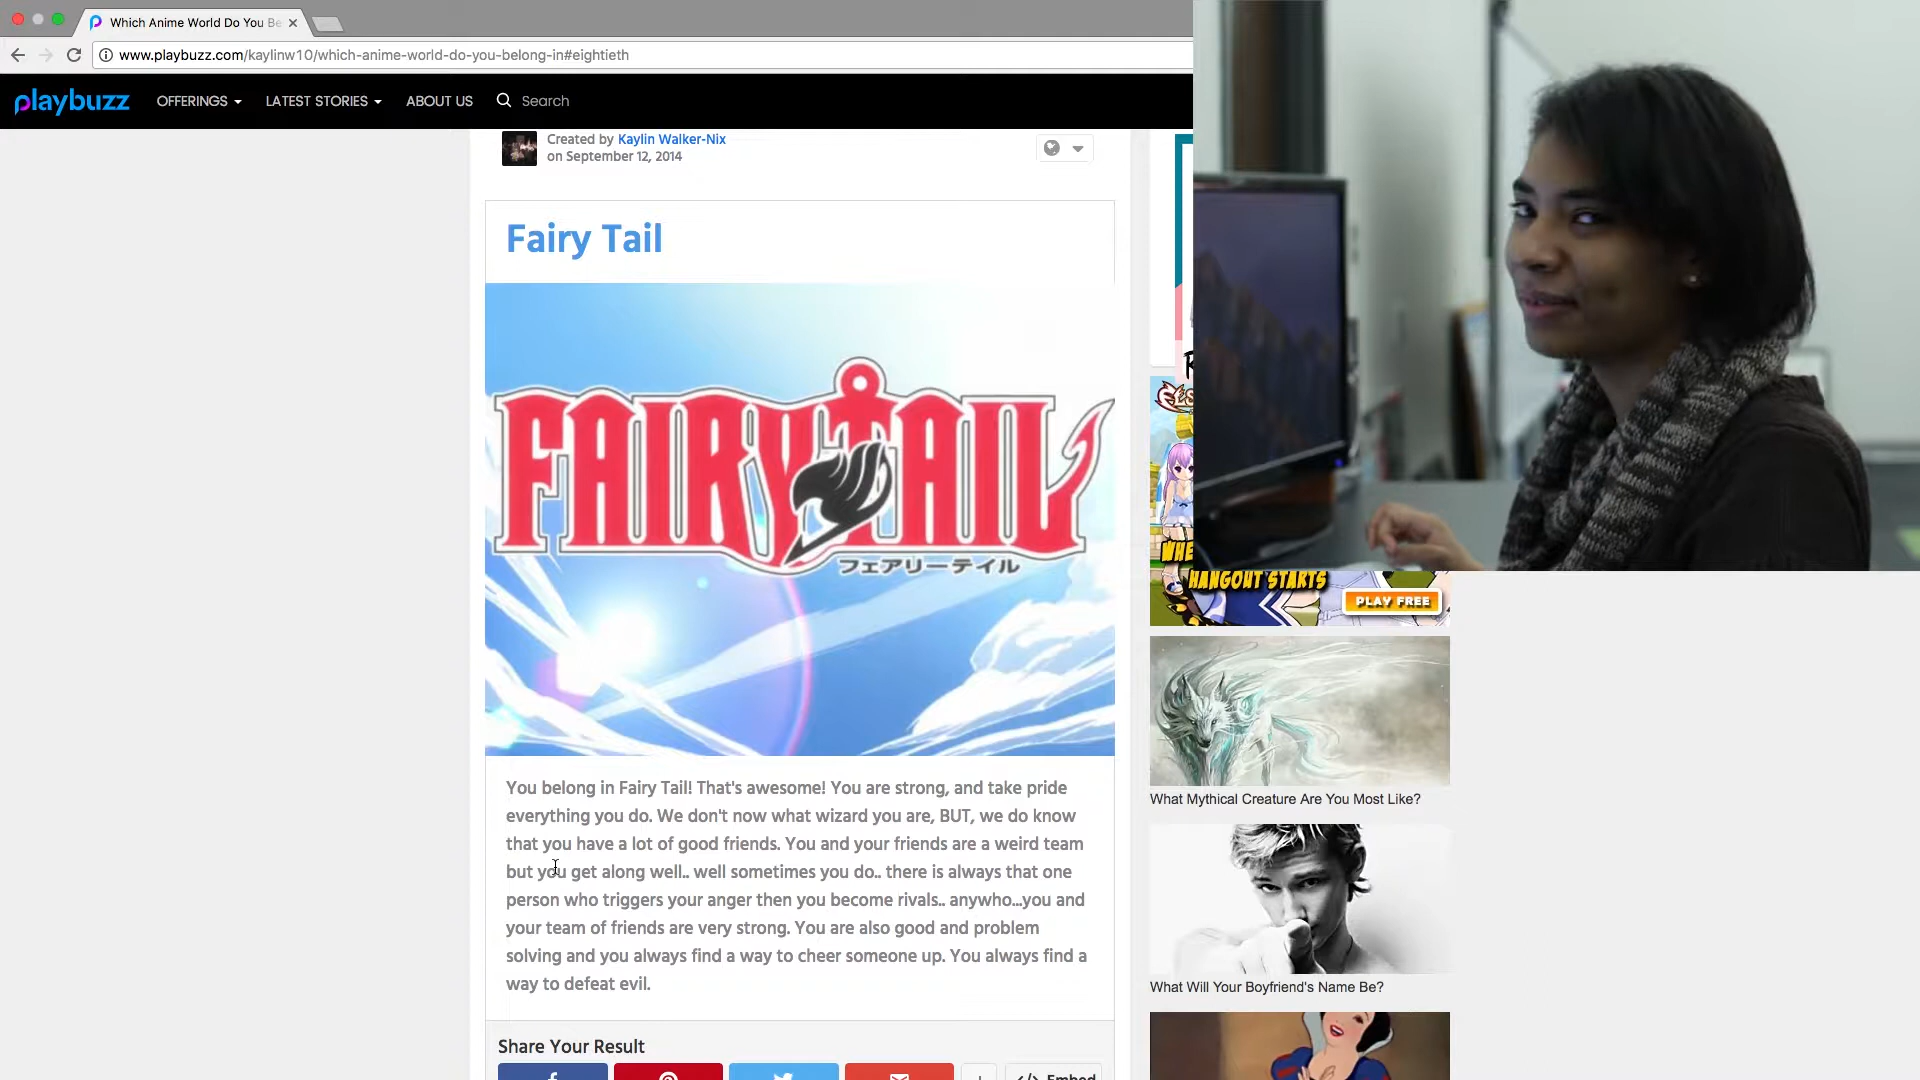 Which Anime World Do You Be
www.playbuzz.com/kaylinw10/which-anime-world-do-you-belong-in#eightieth
playbuzz
OFFERINGS
LATEST STORIES
ABOUT US
Search
Created by Kaylin Walker-Nix
on September 12, 2014
Fairy Tail
FAIRY TAIL
フェアリーテイル
You belong in Fairy Tail! That's awesome! You are strong, and take pride
everything you do. We don't now what wizard you are, BUT, we do know
that you have a lot of good friends. You and your friends are a weird team
but you get along well.. well sometimes you do.. there is always that one
person who triggers your anger then you become rivals.. anywho...you and
your team of friends are very strong. You are also good and problem
solving and you always find a way to cheer someone up. You always find a
way to defeat evil.
Share Your Result
Embed
HANGOUT STARTS
PLAY FREE
What Mythical Creature Are You Most Like?
What Will Your Boyfriend's Name Be?